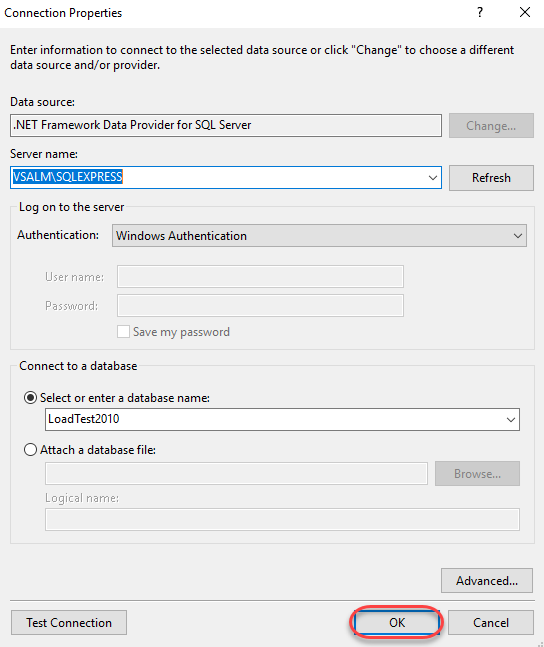 Connection Properties
?
Enter information to connect to the selected data source or click "Change" to choose a different
data source and/or provider.
Data source:
.NET Framework Data Provider for SQL Server
Change...
Server name:
VSALM\SQLEXPRESS
Refresh
Log on to the server
Authentication:
Windows Authentication
User name:
Password:
Save my password
Connect to a database
Select or enter a database name:
LoadTest2010
Attach a database file:
Browse...
Logical name:
Advanced...
Test Connection
OK
Cancel